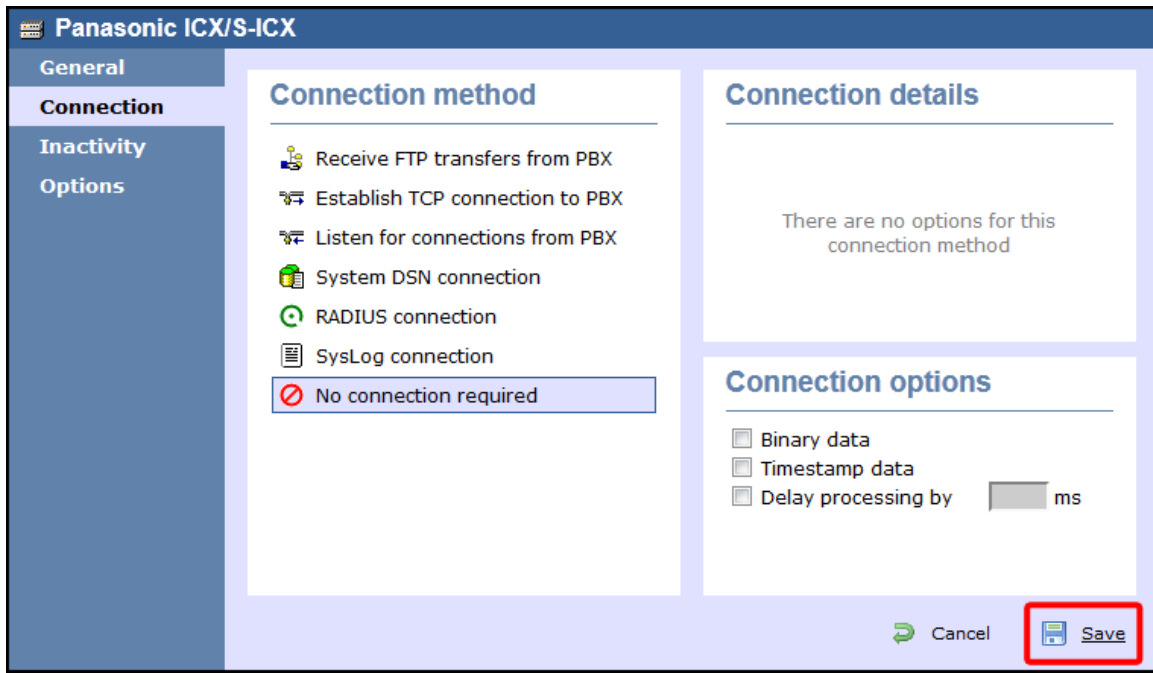 Panasonic ICX/S-ICX
General
Connection
Inactivity
Options
Connection method
Receive FTP transfers from PBX
Establish TCP connection to PBX
Listen for connections from PBX
System DSN connection
RADIUS connection
SysLog connection
No connection required
Connection details
There are no options for this
connection method
Connection options
Binary data
Timestamp data
Delay processing by ms
Cancel Save